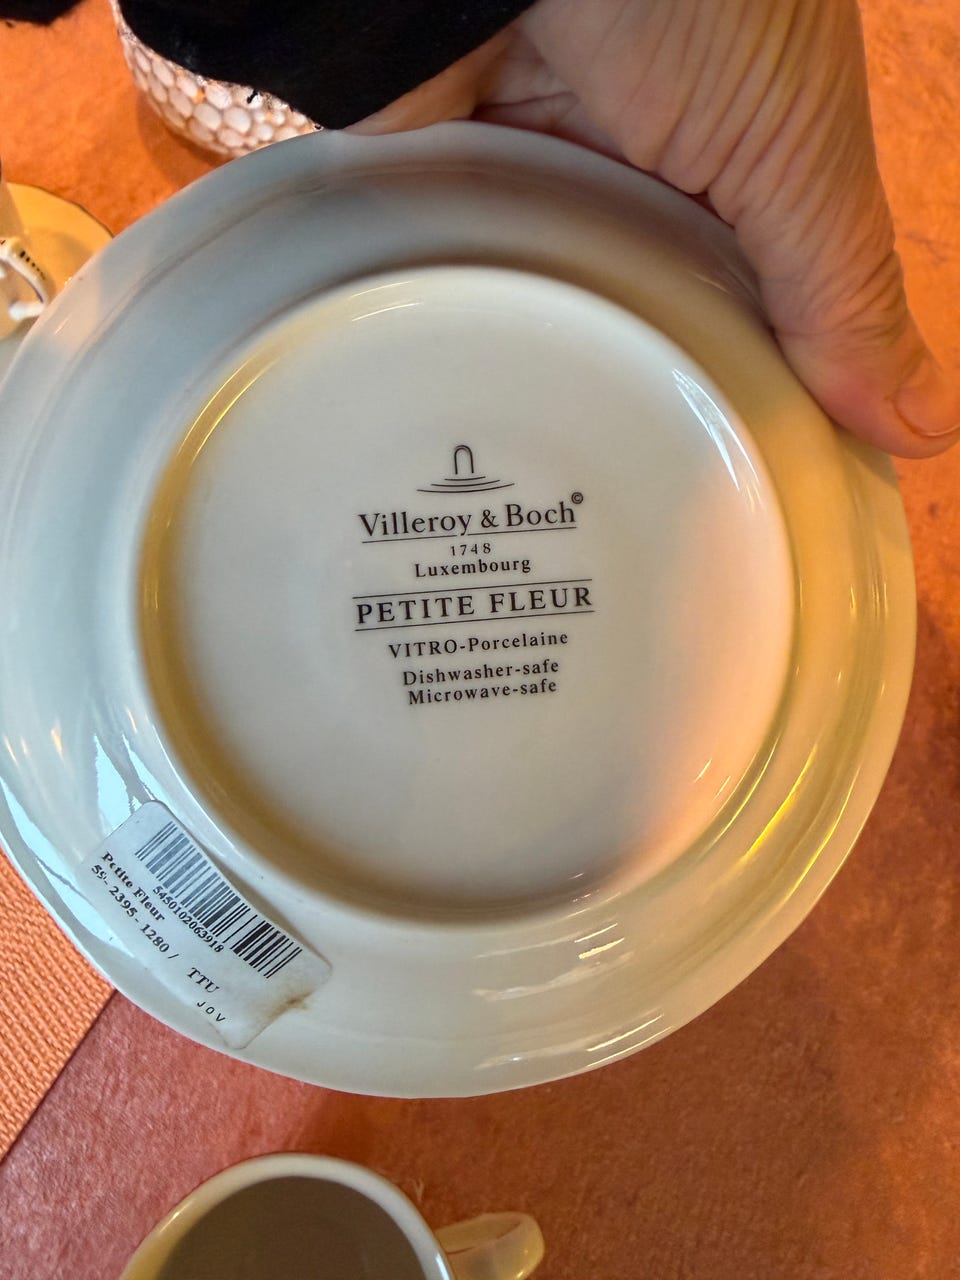 Villeroy & Boch©
1748
Luxembourg
PETITE FLEUR
VITRO-Porcelaine
Dishwasher-safe
Microwave-safe
5450102063918
Petite Fleur
59- 2395 - 1280 / TTU
JOV